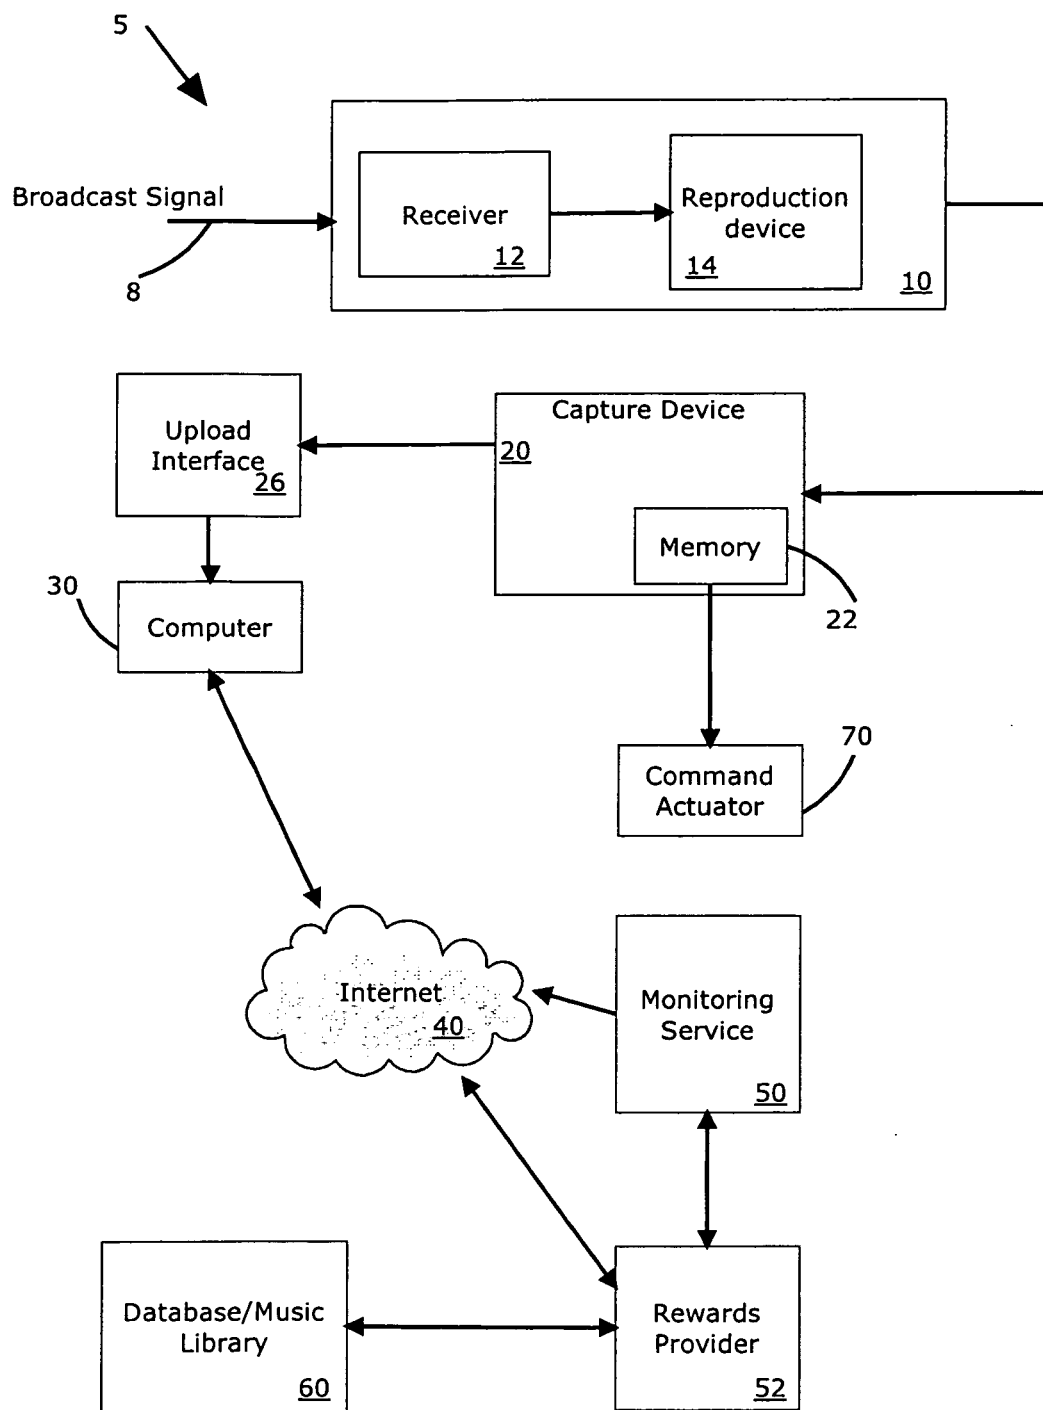 5
Broadcast Signal
8
Receiver
12
Reproduction
device
14
10
Upload
Interface
26
Capture Device
20
Memory
22
30
Computer
70
Command
Actuator
Internet
40
Monitoring
Service
50
Database/Music
Library
60
Rewards
Provider
52